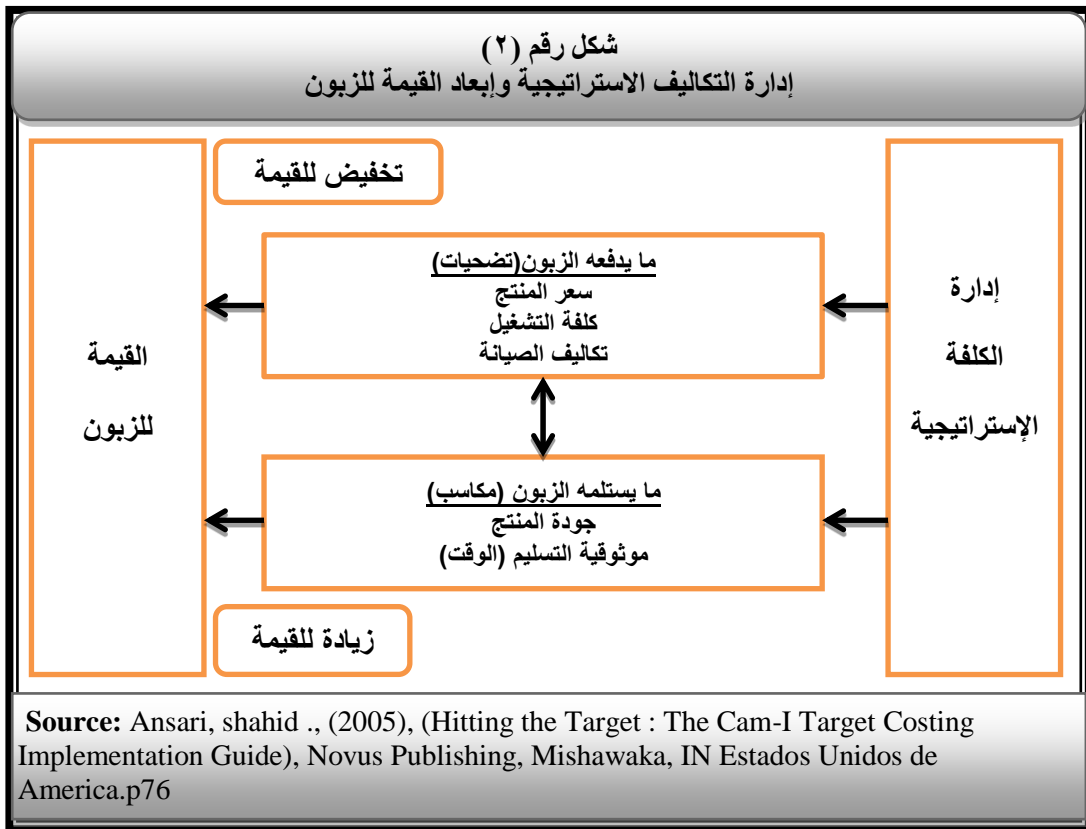 شكل رقم (٢)
إدارة التكاليف الاستراتيجية وإبعاد القيمة للزبون
إدارة
الكلفة
الإستراتيجية
تخفيض للقيمة
ما يدفعه الزبون(تضحيات)
سعر المنتج
كلفة التشغيل
تكاليف الصيانة
ما يستلمه الزبون (مكاسب)
جودة المنتج
موثوقية التسليم (الوقت)
زيادة للقيمة
القيمة
للزبون
Source: Ansari, shahid ., (2005), (Hitting the Target : The Cam-I Target Costing
Implementation Guide), Novus Publishing, Mishawaka, IN Estados Unidos de
America.p76